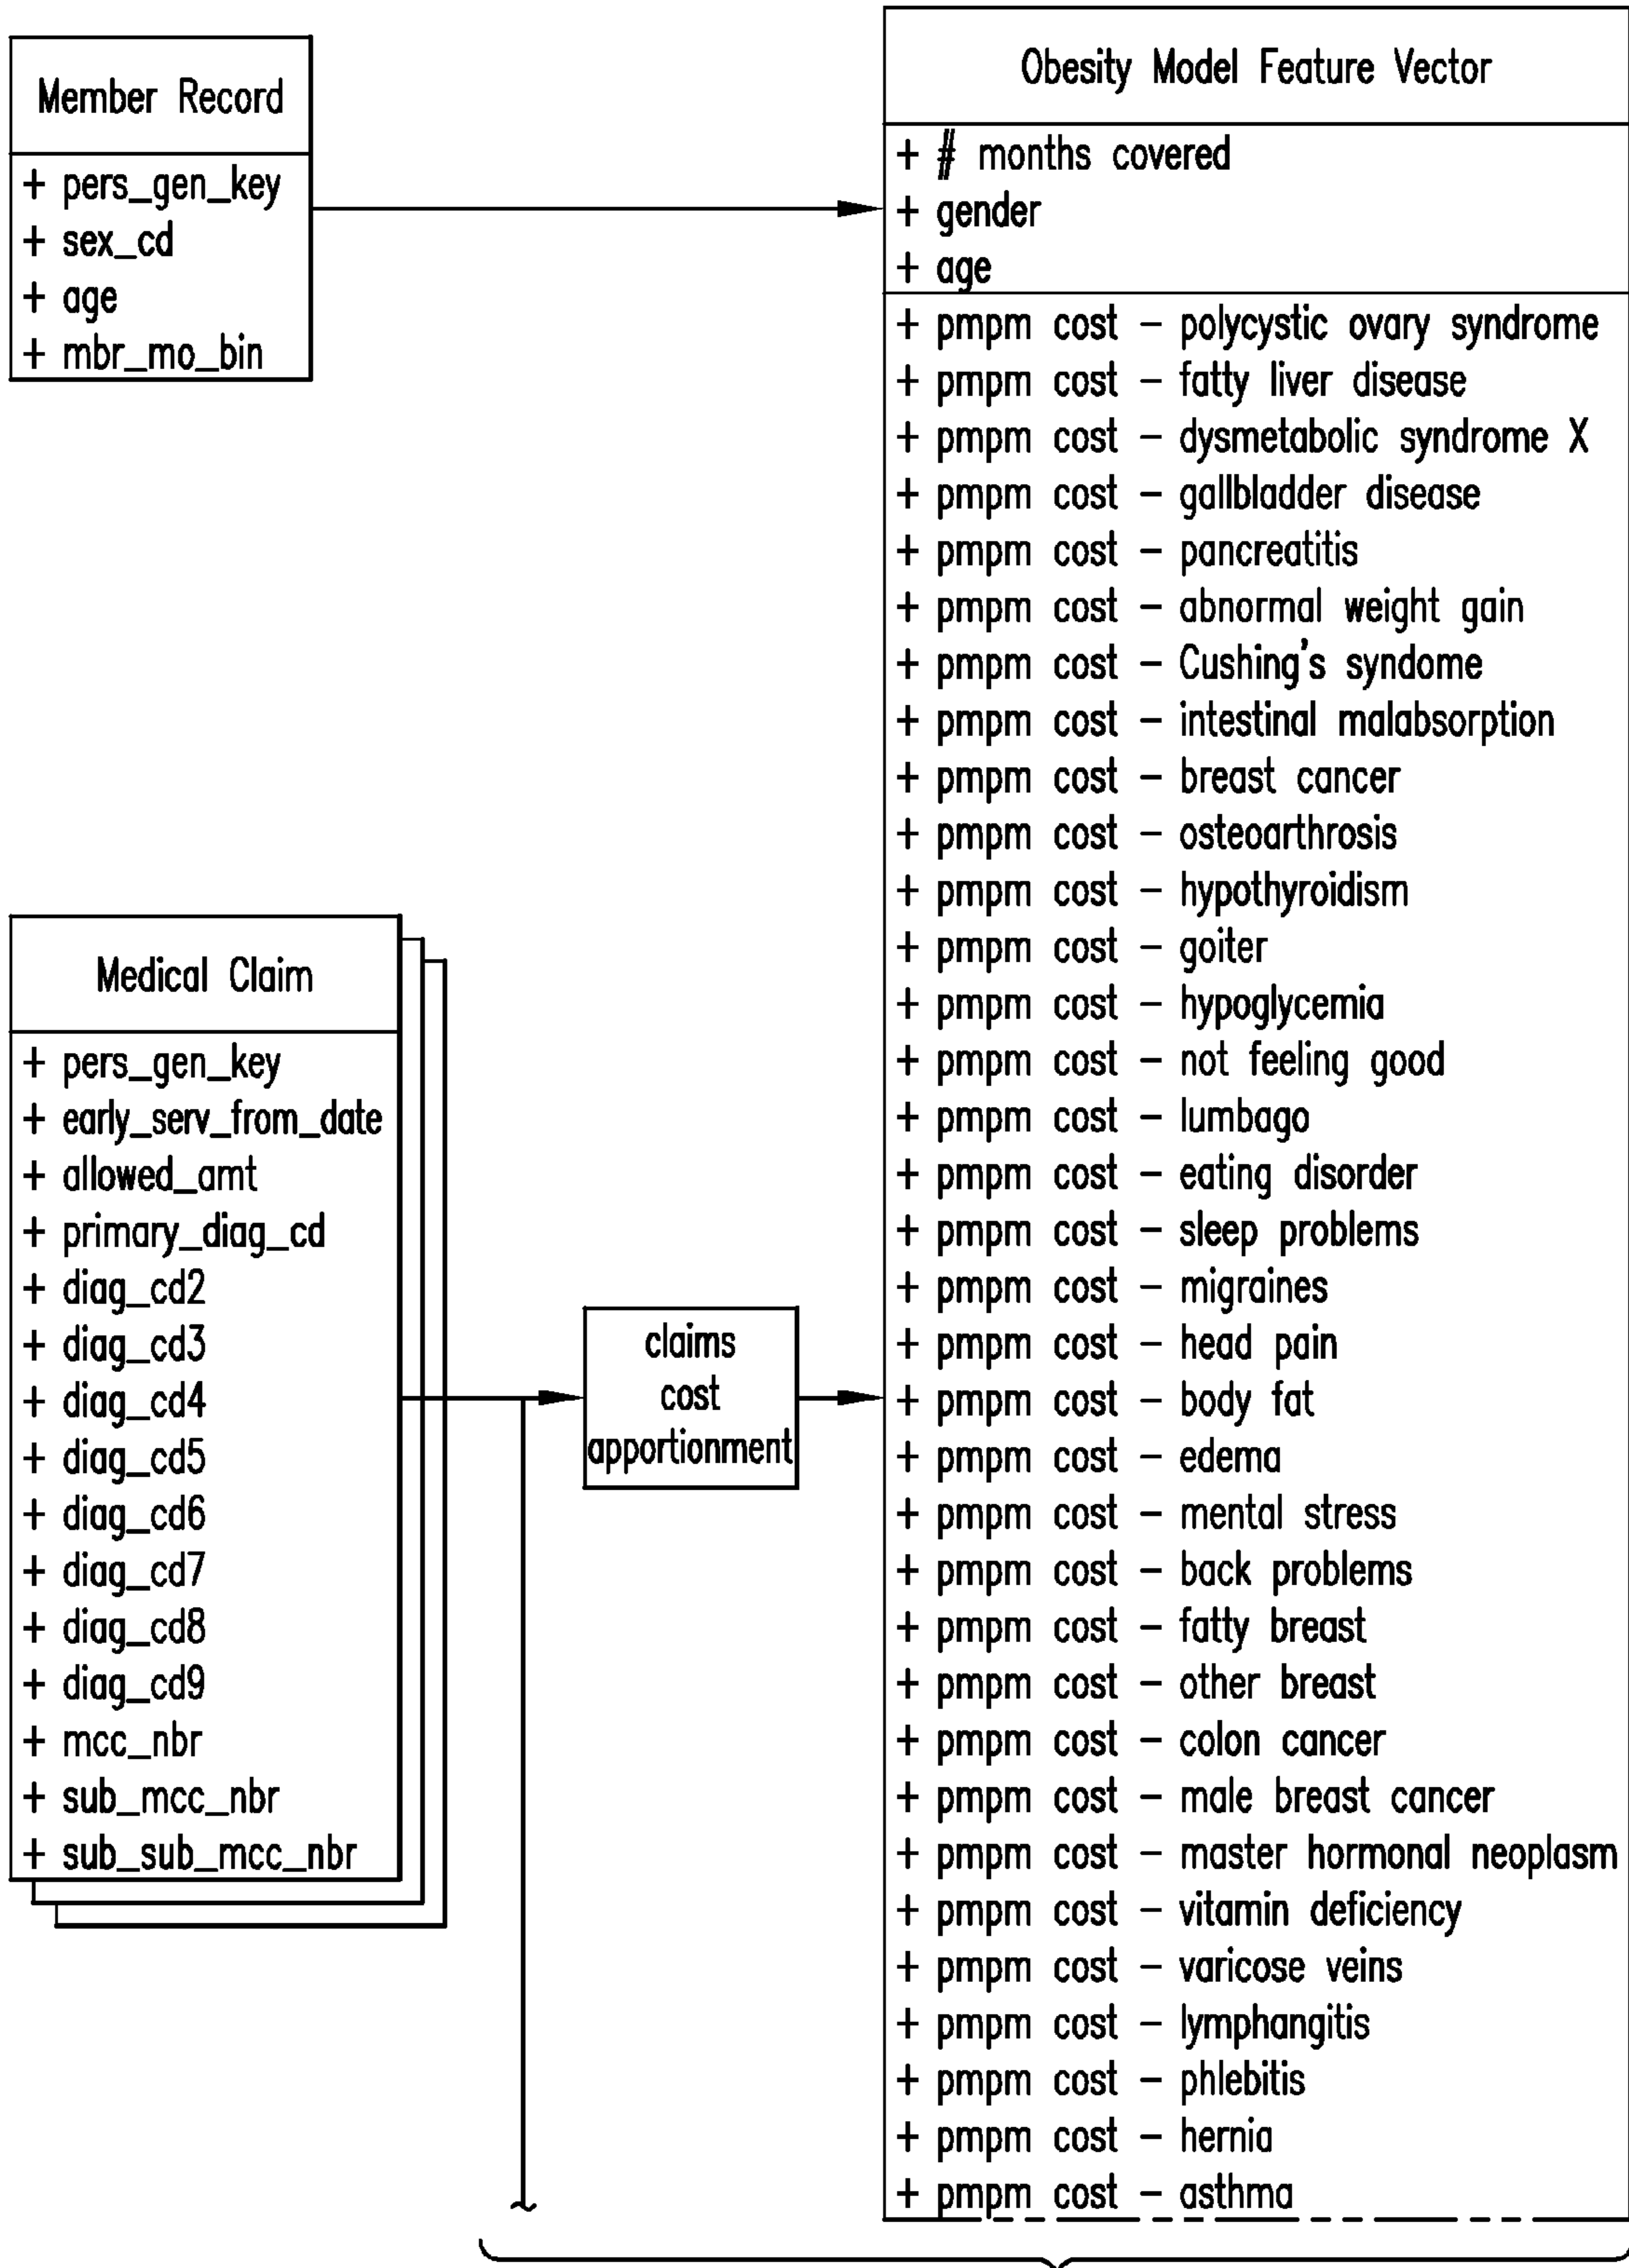 Member Record
+ pers_gen_key
+ sex_cd
+ age
+ mbr_mo_bin
Medical Claim
+ pers_gen_key
+ early_serv_from_date
+ allowed_amt
+ primary_diag_cd
+ diag_cd2
+ diag_cd3
+ diag_cd4
+ diag_cd5
+ diag_cd6
+ diag_cd7
+ diag_cd8
+ diag_cd9
+ mcc_nbr
+ sub_mcc_nbr
+ sub_sub_mcc_nbr
claims
cost
apportionment
Obesity Model Feature Vector
+ # months covered
+ gender
+ age
+ pmpm cost – polycystic ovary syndrome
+ pmpm cost – fatty liver disease
+ pmpm cost – dysmetabolic syndrome X
+ pmpm cost – gallbladder disease
+ pmpm cost – pancreatitis
+ pmpm cost – abnormal weight gain
+ pmpm cost – Cushing's syndome
+ pmpm cost – intestinal malabsorption
+ pmpm cost – breast cancer
+ pmpm cost – osteoarthrosis
+ pmpm cost – hypothyroidism
+ pmpm cost – goiter
+ pmpm cost – hypoglycemia
+ pmpm cost – not feeling good
+ pmpm cost – lumbago
+ pmpm cost – eating disorder
+ pmpm cost – sleep problems
+ pmpm cost – migraines
+ pmpm cost – head pain
+ pmpm cost – body fat
+ pmpm cost – edema
+ pmpm cost – mental stress
+ pmpm cost – back problems
+ pmpm cost – fatty breast
+ pmpm cost – other breast
+ pmpm cost – colon cancer
+ pmpm cost – male breast cancer
+ pmpm cost – master hormonal neoplasm
+ pmpm cost – vitamin deficiency
+ pmpm cost – varicose veins
+ pmpm cost – lymphangitis
+ pmpm cost – phlebitis
+ pmpm cost – hernia
+ pmpm cost – asthma